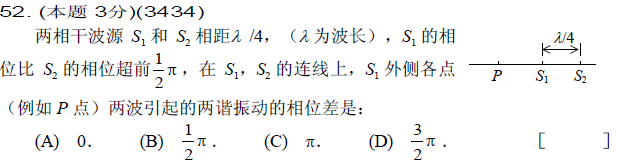 52. (本题 3分)(3434)
两相干波源 S₁ 和 S₂ 相距λ /4，（λ 为波长），S₁ 的相
位比 S₂ 的相位超前 1/2 π，在 S₁，S₂ 的连线上，S₁ 外侧各点
（例如 P 点）两波引起的两谐振动的相位差是：
λ/4
P S₁ S₂
(A) 0． (B) 1/2 π． (C) π． (D) 3/2 π． ［ ］